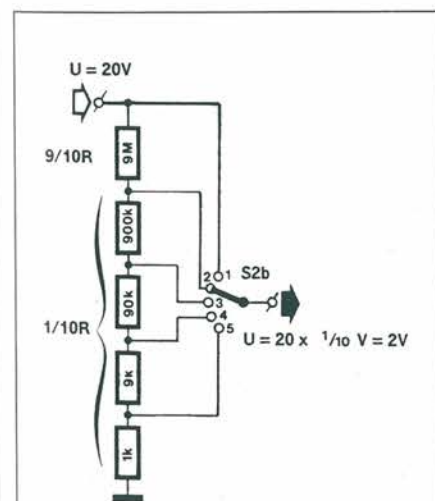 U = 20V
9/10R
9M
900k
2 1 S2b
90k
3
4
1/10R
5
U = 20 x 1/10 V = 2V
9k
1k